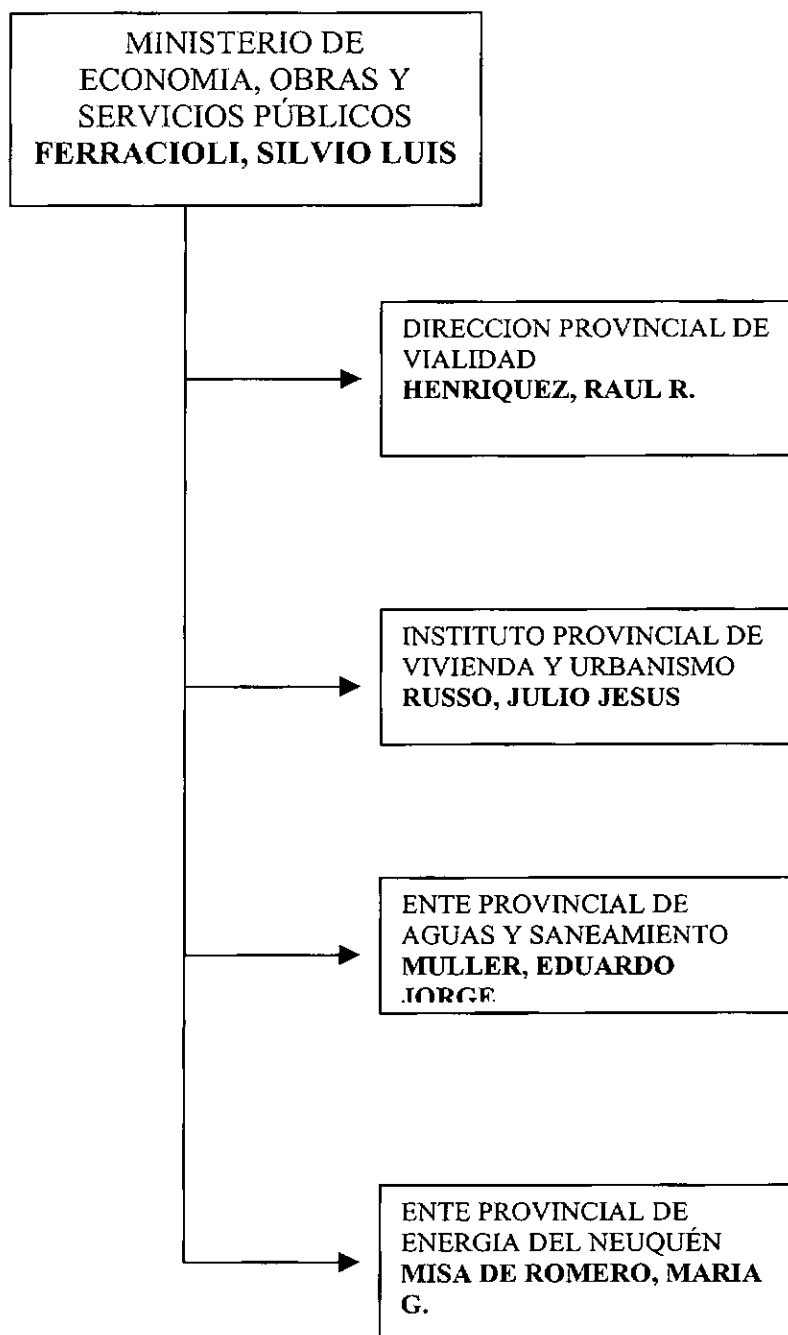 MINISTERIO DE
ECONOMIA, OBRAS Y
SERVICIOS PÚBLICOS
FERRACIOLI, SILVIO LUIS
DIRECCION PROVINCIAL DE
VIALIDAD
HENRIQUEZ, RAUL R.
INSTITUTO PROVINCIAL DE
VIVIENDA Y URBANISMO
RUSSO, JULIO JESUS
ENTE PROVINCIAL DE
AGUAS Y SANEAMIENTO
MULLER, EDUARDO
JORGE
ENTE PROVINCIAL DE
ENERGIA DEL NEUQUÉN
MISA DE ROMERO, MARIA
G.